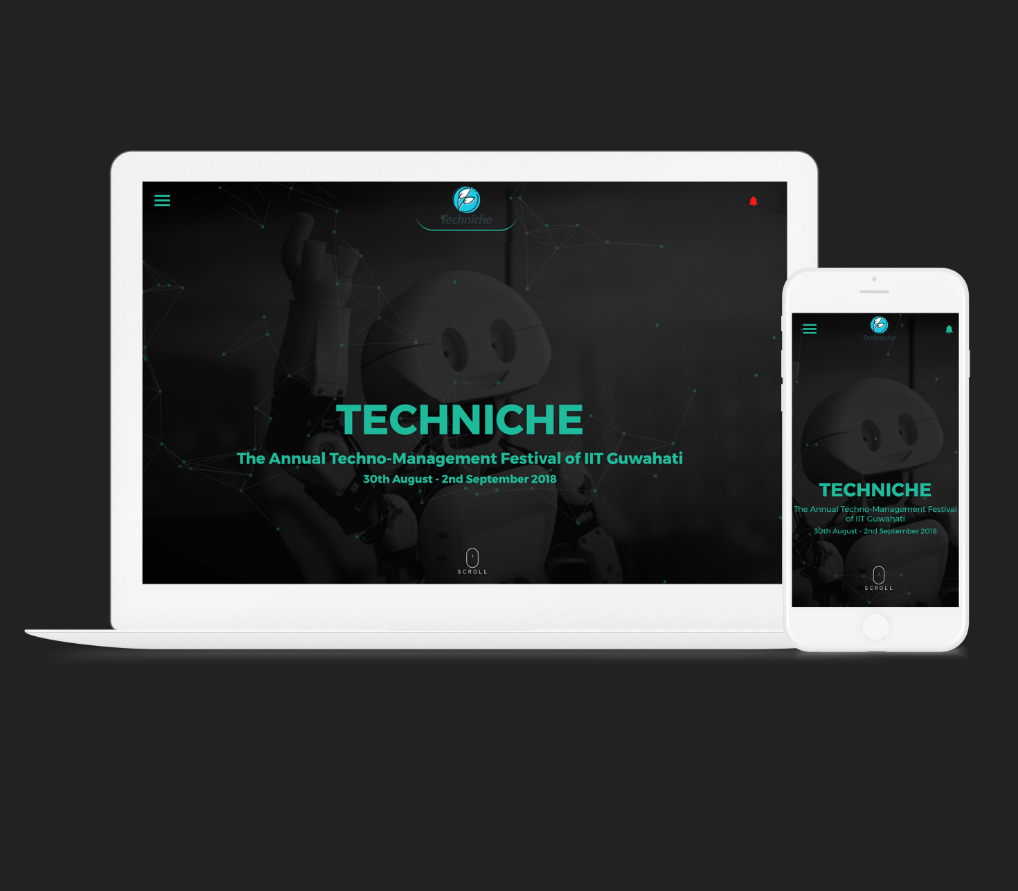 Techniche
TECHNICHE
The Annual Techno-Management Festival of IIT Guwahati
30th August - 2nd September 2018
SCROLL
Techniche
TECHNICHE
The Annual Techno-Management Festival
of IIT Guwahati
30th August - 2nd September 2018
SCROLL